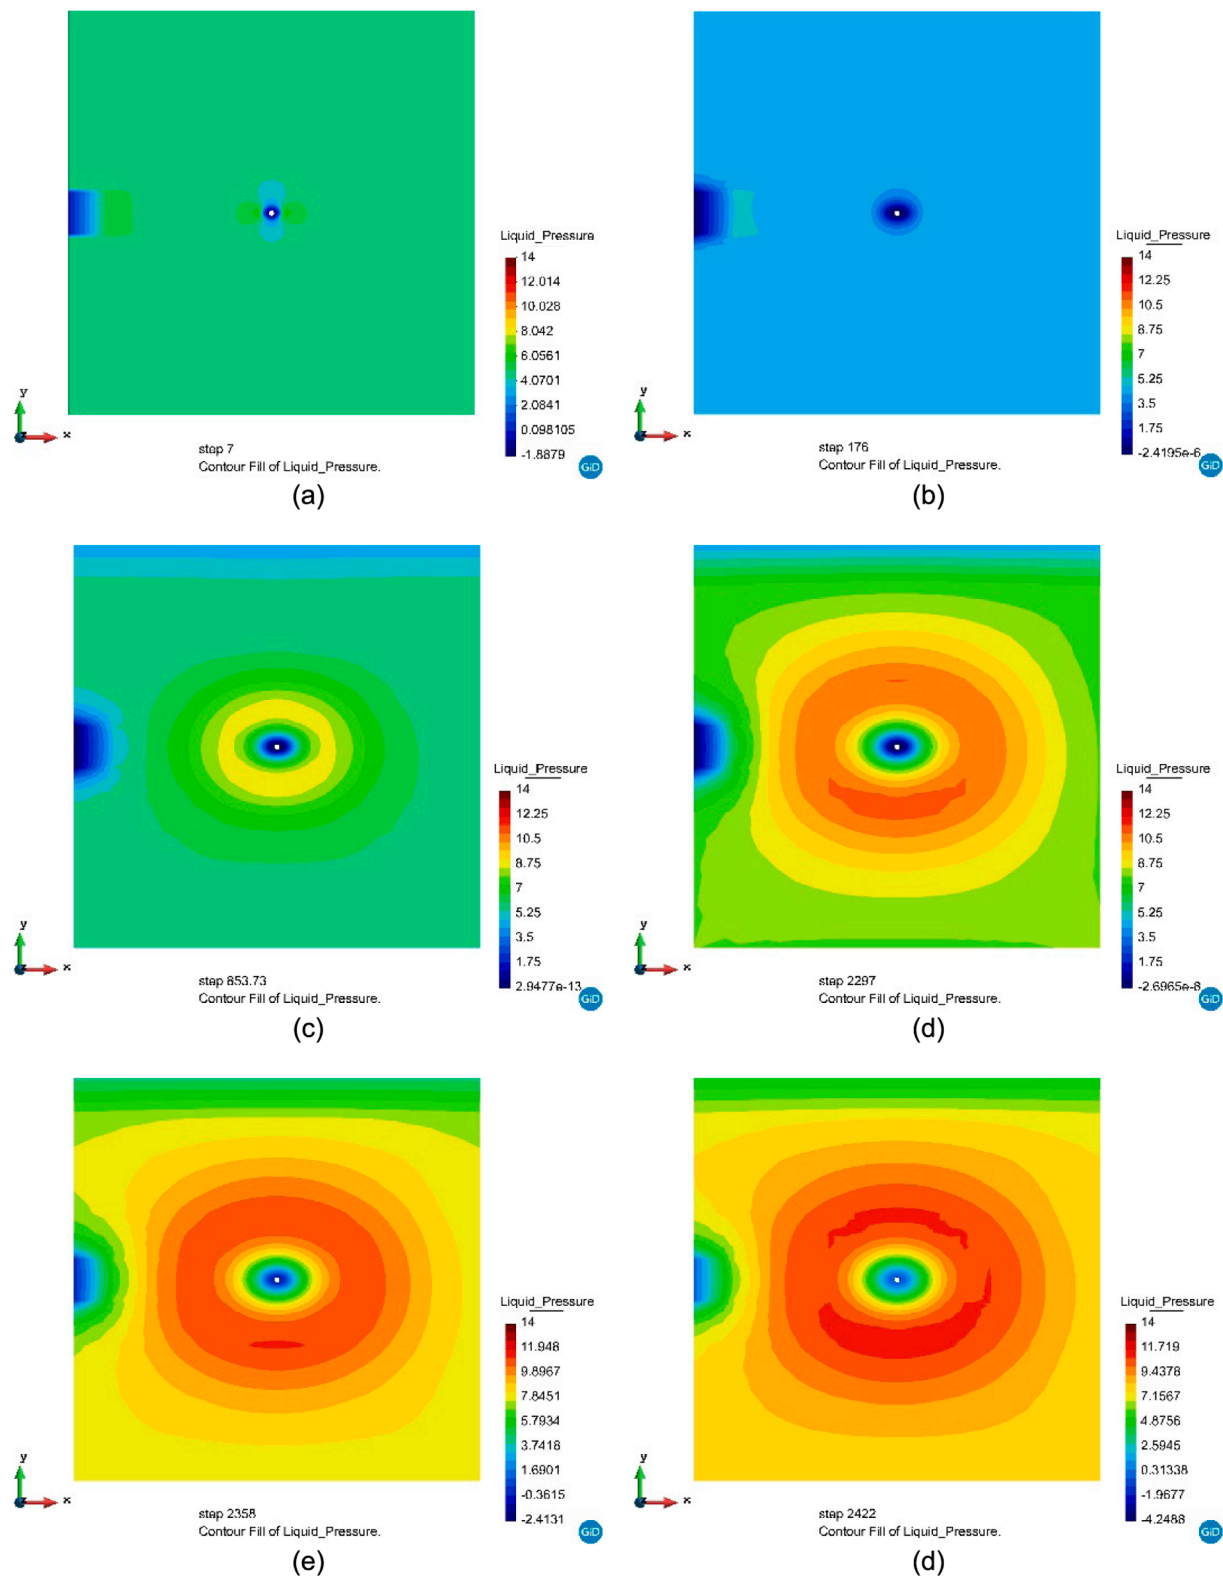 Liquid_Pressure
14
12.014
10.028
8.042
6.0561
4.0701
2.0841
0.098105
-1.8879
y
x
step 7
Contour Fill of Liquid_Pressure.
GiD
(a)
Liquid_Pressure
14
12.25
10.5
8.75
7
5.25
3.5
1.75
-2.4195e-6
y
x
step 176
Contour Fill of Liquid_Pressure.
GiD
(b)
Liquid_Pressure
14
12.25
10.5
8.75
7
5.25
3.5
1.75
2.9477e-13
y
x
step 853.73
Contour Fill of Liquid_Pressure.
GiD
(c)
Liquid_Pressure
14
12.25
10.5
8.75
7
5.25
3.5
1.75
-2.6965e-8
y
x
step 2297
Contour Fill of Liquid_Pressure.
GiD
(d)
Liquid_Pressure
14
11.948
9.8967
7.8451
5.7934
3.7418
1.6901
-0.3615
-2.4131
y
x
step 2358
Contour Fill of Liquid_Pressure.
GiD
(e)
Liquid_Pressure
14
11.719
9.4378
7.1567
4.8756
2.5945
0.31338
-1.9677
-4.2488
y
x
step 2422
Contour Fill of Liquid_Pressure.
GiD
(d)